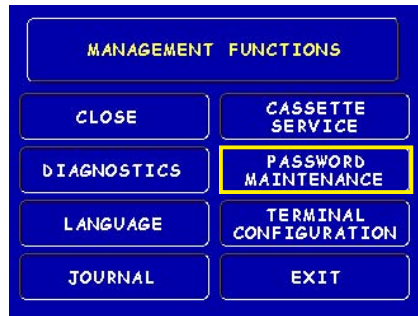 MANAGEMENT FUNCTIONS
CLOSE
CASSETTE
SERVICE
DIAGNOSTICS
PASSWORD
MAINTENANCE
LANGUAGE
TERMINAL
CONFIGURATION
JOURNAL
EXIT